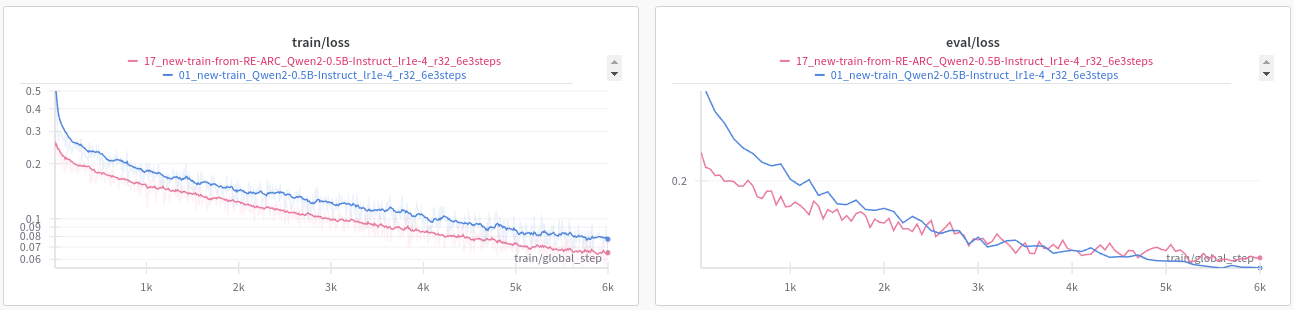 train/loss
17_new-train-from-RE-ARC_Qwen2-0.5B-Instruct_lr1e-4_r32_6e3steps
01_new-train_Qwen2-0.5B-Instruct_lr1e-4_r32_6e3steps
0.5
0.4
0.3
0.2
0.1
0.09
0.08
0.07
0.06
train/global_step
1k
2k
3k
4k
5k
6k
eval/loss
17_new-train-from-RE-ARC_Qwen2-0.5B-Instruct_lr1e-4_r32_6e3steps
01_new-train_Qwen2-0.5B-Instruct_lr1e-4_r32_6e3steps
0.2
train/global_step
1k
2k
3k
4k
5k
6k